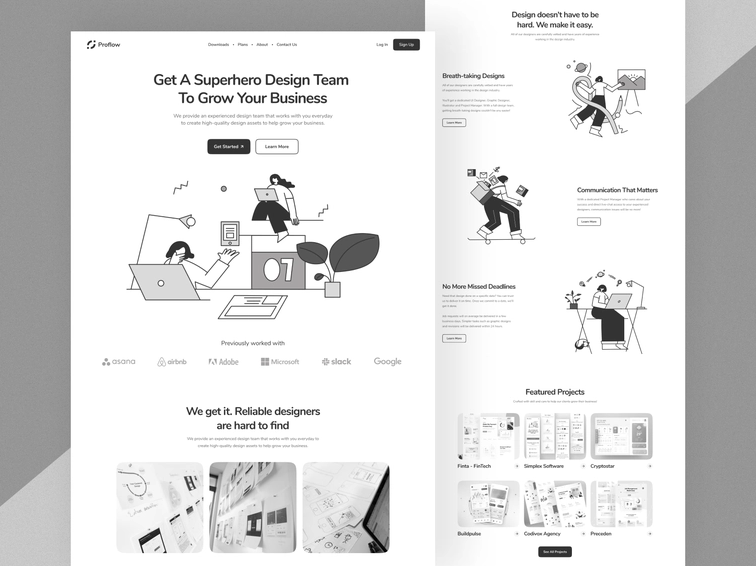 Proflow
Downloads • Plans • About • Contact Us
Log In
Sign Up
Get A Superhero Design Team
To Grow Your Business
We provide an experienced design team that works with you everyday
to create high-quality design assets to help grow your business.
Get Started
Learn More
07
Previously worked with
asana
airbnb
Adobe
Microsoft
slack
Google
We get it. Reliable designers
are hard to find
We provide an experienced design team that works with you everyday to
create high-quality design assets to help grow your business.
Design doesn't have to be
hard. We make it easy.
Breath-taking Designs
Learn More
Communication That Matters
Learn More
No More Missed Deadlines
Learn More
Featured Projects
Finta - FinTech
Simplex Software
Cryptostar
Buildpulse
Codivox Agency
Precedon
See All Projects